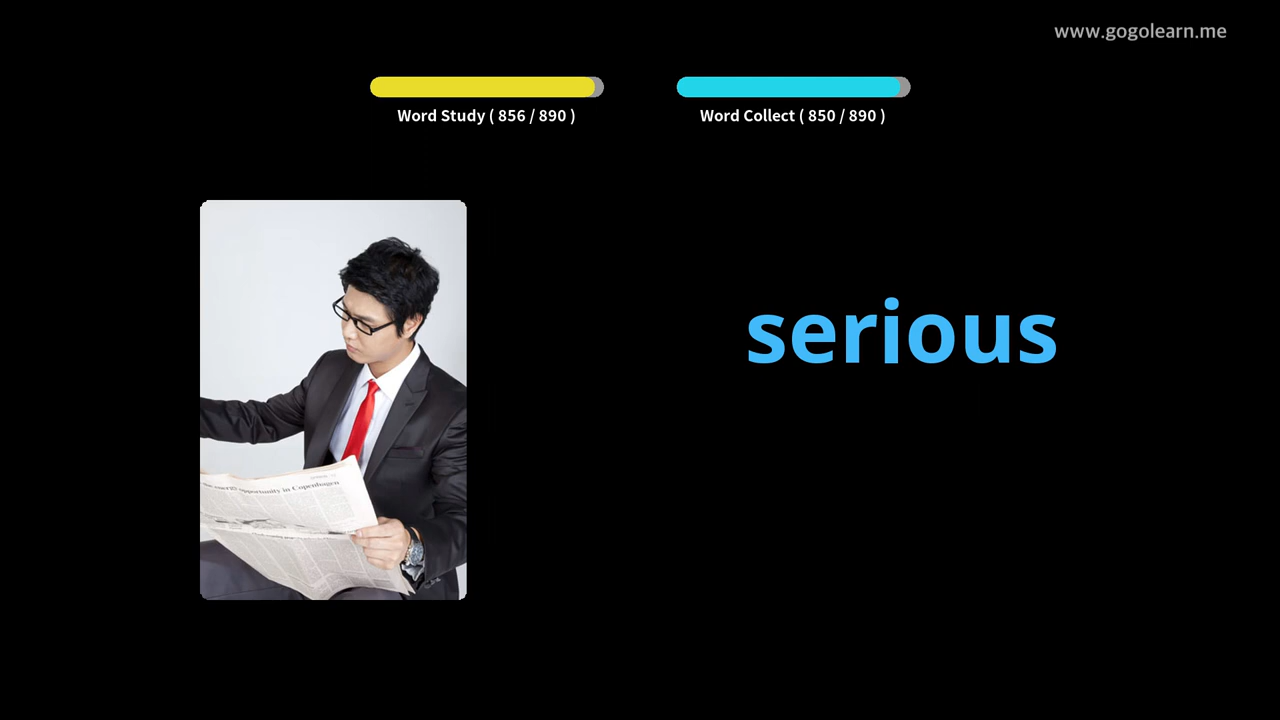 www.gogolearn.me
Word Study ( 856 / 890 )
Word Collect ( 850 / 890 )
serious
opportunity in Copenhagen